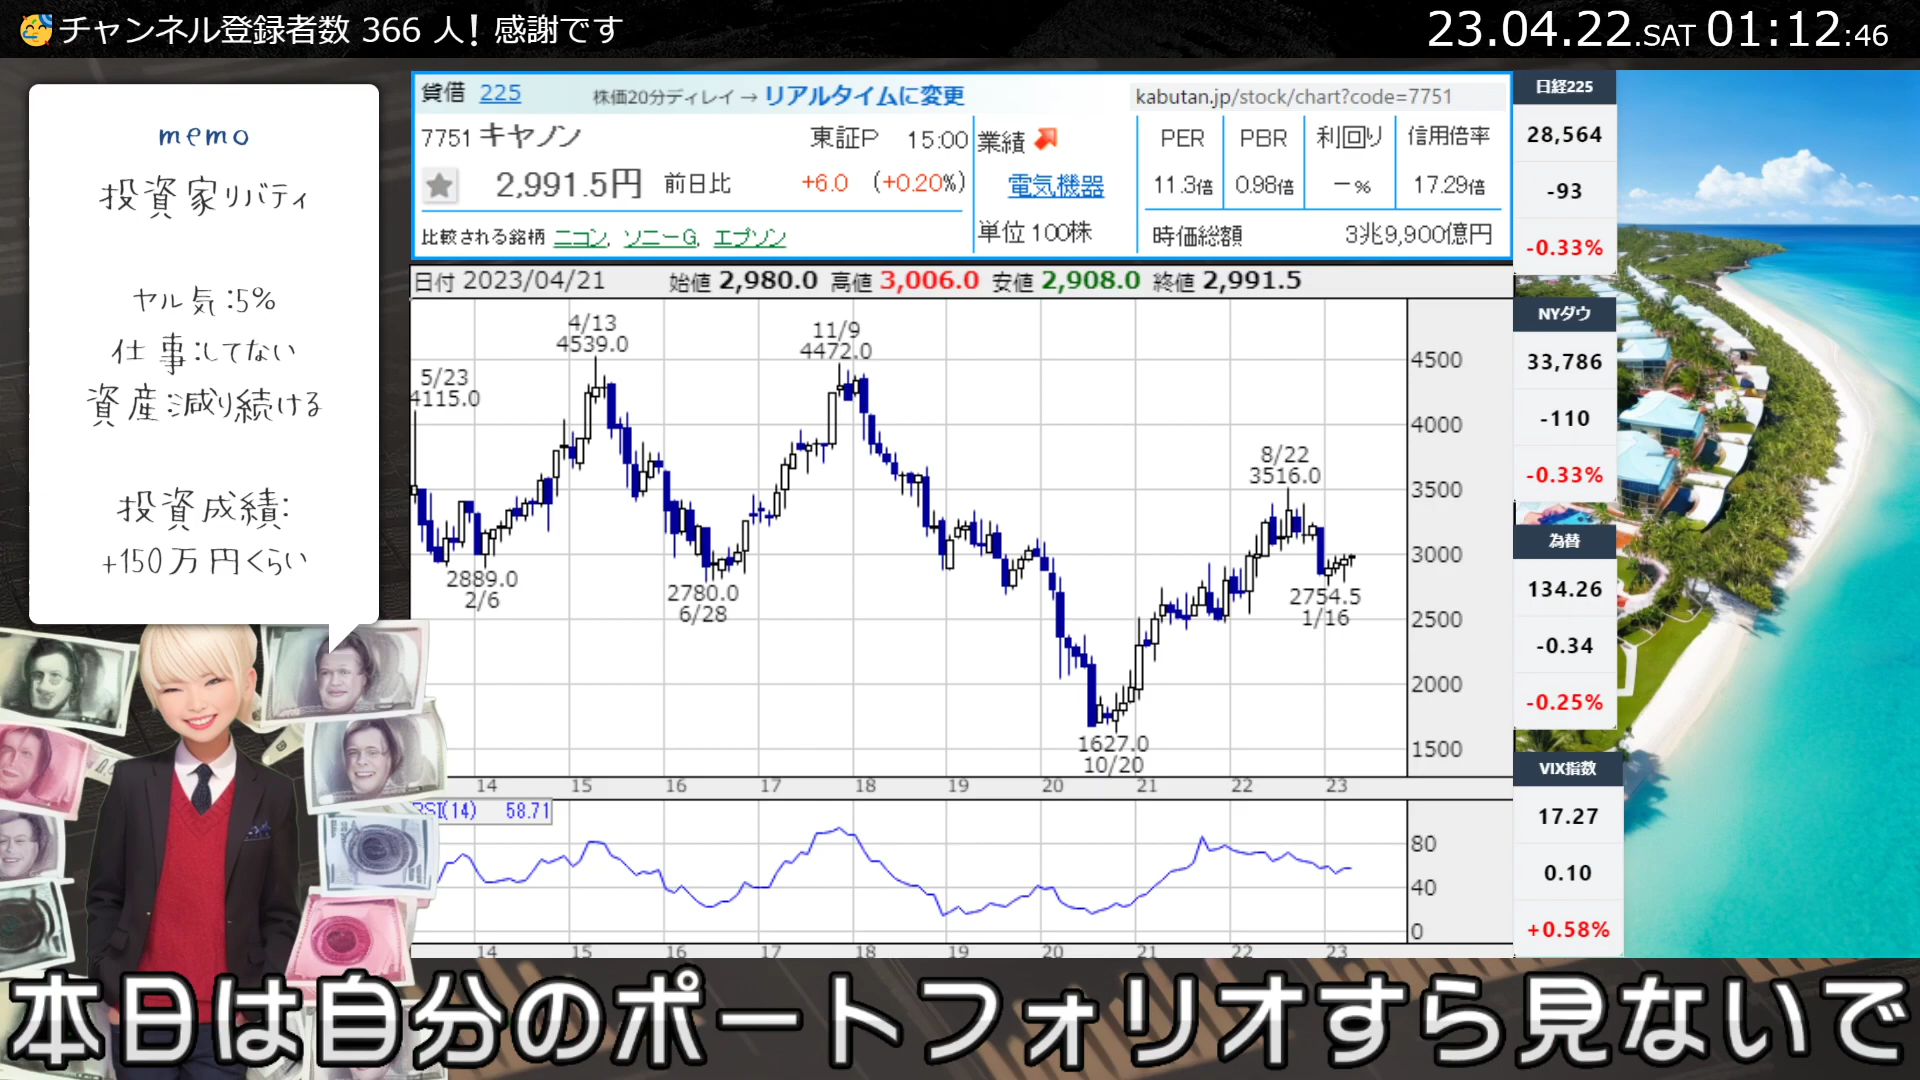 チャンネル登録者数 366 人! 感謝です
23.04.22.SAT 01:12:46
memo
投資家リバティ
ヤル気:5%
仕事:してない
資産:減り続ける
投資成績:
+150万円くらい
貸借 225 株価20分ディレイ→リアルタイムに変更
kabutan.jp/stock/chart?code=7751
7751 キヤノン 東証P 15:00 業績
2,991.5円 前日比 +6.0 (+0.20%) 電気機器
比較される銘柄 ニコン, ソニーG, エプソン 単位 100株
PER PBR 利回り 信用倍率
11.3倍 0.98倍 ー% 17.29倍
時価総額 3兆9,900億円
日付 2023/04/21 始値 2,980.0 高値 3,006.0 安値 2,908.0 終値 2,991.5
4/13
4539.0
11/9
4472.0
5/23
4115.0
8/22
3516.0
2889.0
2/6
2780.0
6/28
2754.5
1/16
1627.0
10/20
4500
4000
3500
3000
2500
2000
1500
14 15 16 17 18 19 20 21 22 23
RSI(14) 58.71
80
40
0
14 15 16 17 18 19 20 21 22 23
日経225
28,564
-93
-0.33%
NYダウ
33,786
-110
-0.33%
為替
134.26
-0.34
-0.25%
VIX指数
17.27
0.10
+0.58%
本日は自分のポートフォリオすら見ないで